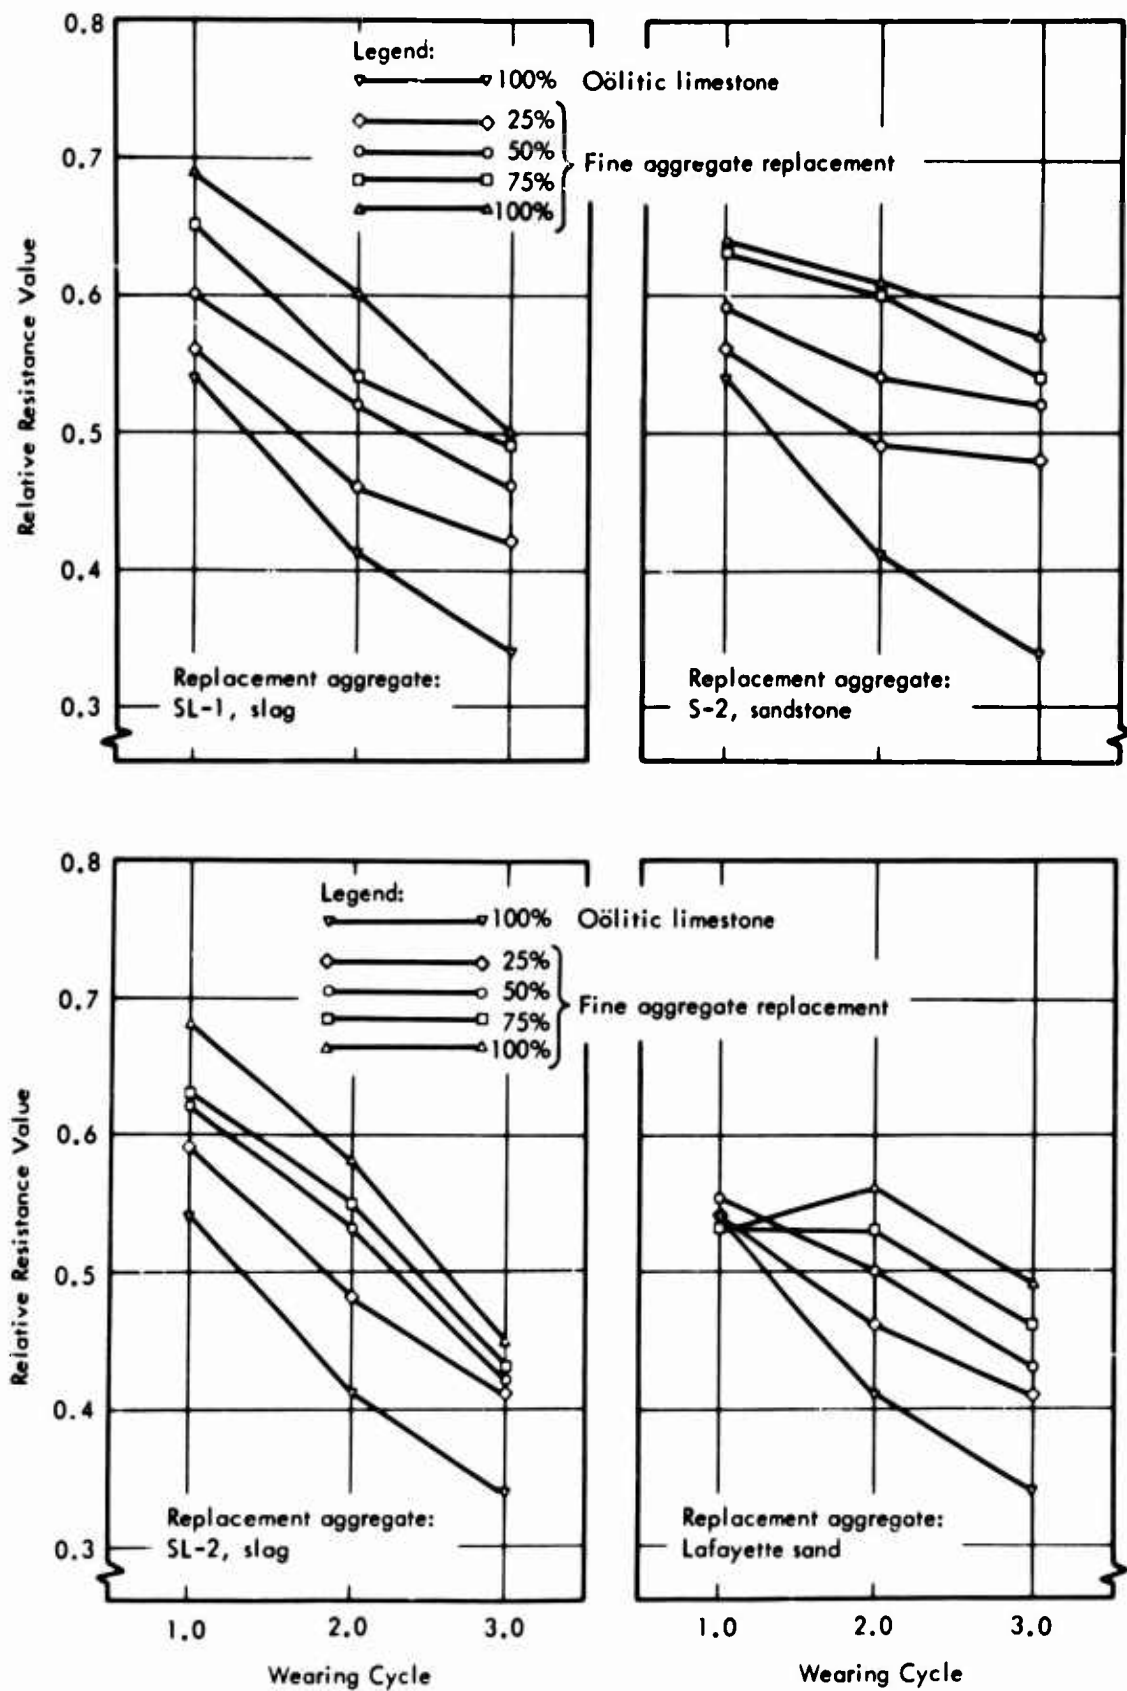 0.8
Legend:
100% Oölitic limestone
25%
50%
0.7
Fine aggregate replacement
75%
100%
0.6
Relative Resistance Value
0.5
0.4
Replacement aggregate:
SL-1, slag
Replacement aggregate:
S-2, sandstone
0.3
0.8
Legend:
100% Oölitic limestone
25%
50%
0.7
Fine aggregate replacement
75%
100%
0.6
Relative Resistance Value
0.5
0.4
Replacement aggregate:
SL-2, slag
Replacement aggregate:
Lafayette sand
0.3
1.0 2.0 3.0
1.0 2.0 3.0
Wearing Cycle
Wearing Cycle